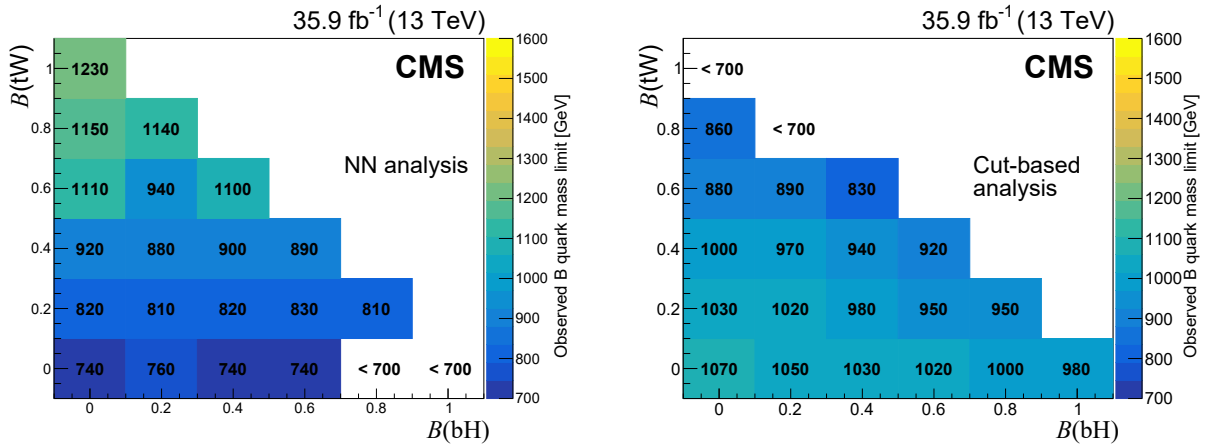 35.9 fb⁻¹ (13 TeV)
B(tW)
CMS
NN analysis
1 1230
0.8 1150 1140
0.6 1110 940 1100
0.4 920 880 900 890
0.2 820 810 820 830 810
0 740 760 740 740 < 700 < 700
0 0.2 0.4 0.6 0.8 1
B(bH)
1600
1500
1400
1300
1200
1100
1000
900
800
700
Observed B quark mass limit [GeV]
35.9 fb⁻¹ (13 TeV)
B(tW)
CMS
Cut-based
analysis
1 < 700
0.8 860 < 700
0.6 880 890 830
0.4 1000 970 940 920
0.2 1030 1020 980 950 950
0 1070 1050 1030 1020 1000 980
0 0.2 0.4 0.6 0.8 1
B(bH)
1600
1500
1400
1300
1200
1100
1000
900
800
700
Observed B quark mass limit [GeV]